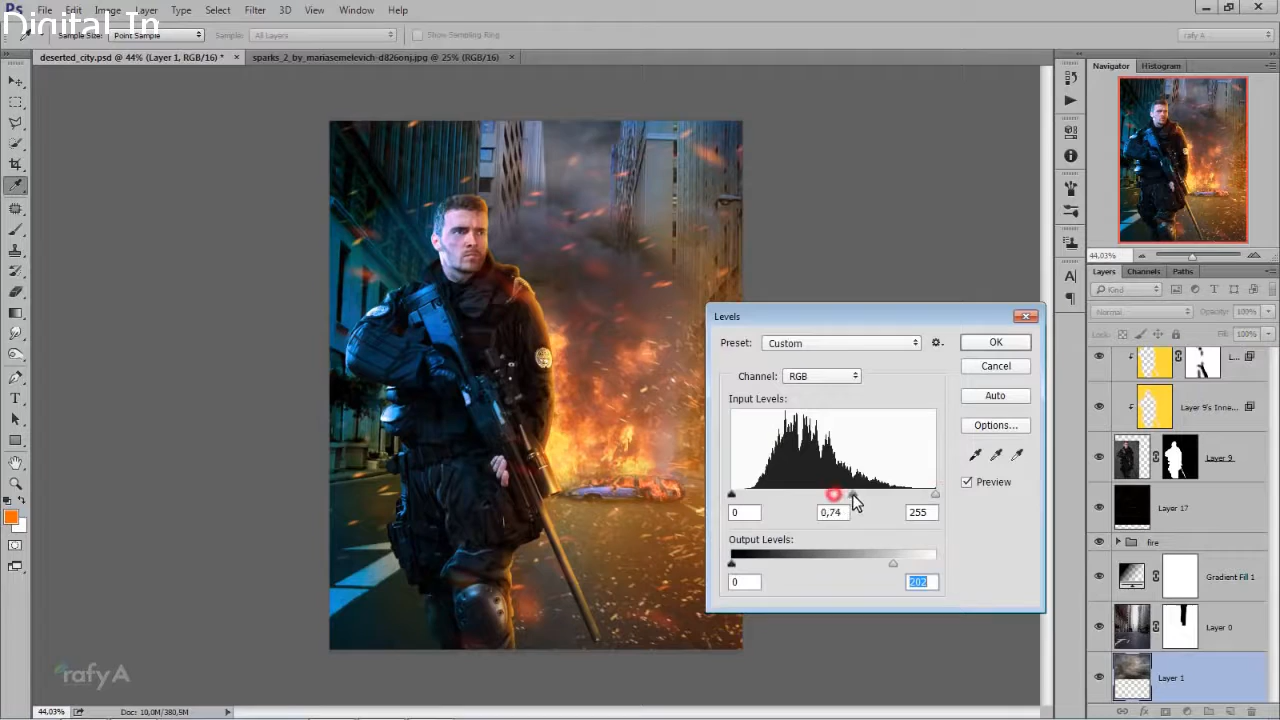 Ps File Edit Image Layer Type Select Filter 3D View Window Help
Digital In
Sample Size: Point Sample Sample: All Layers Show Sampling Ring rafy A
deserted_city.psd @ 44% (Layer 1, RGB/16) * × sparks_2_by_mariasemelevich-d826onj.jpg @ 25% (RGB/16) ×
Navigator Histogram
44,03%
Layers Channels Paths
Kind
Normal Opacity: 100%
Lock: Fill: 100%
L...
Layer 9's Inne...
Layer 9
Layer 17
fire
Gradient Fill 1
Layer 0
Layer 1
Levels
Preset: Custom OK
Cancel
Channel: RGB
Auto
Input Levels:
Options...
Preview
0 0,74 255
Output Levels:
0 202
rafyA
44,03% Doc: 10,0M/380,5M